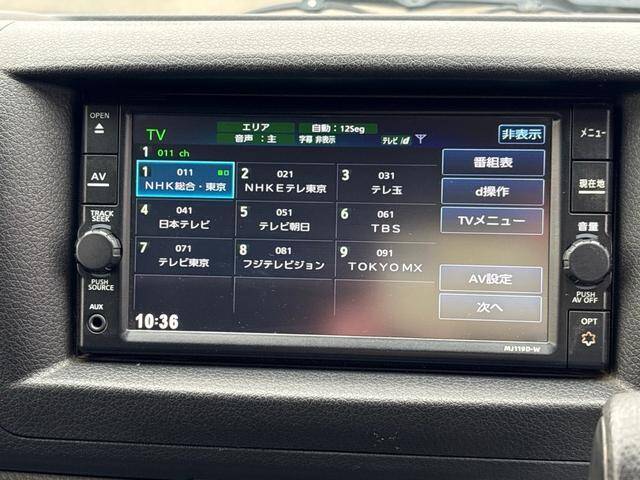 OPEN
AV
TRACK
SEEK
PUSH
SOURCE
AUX
TV
エリア
自動：12Seg
音声：主
字幕 非表示
テレビ/d
非表示
1 011 ch
1 011
NHK総合・東京
2 021
NHKEテレ東京
3 031
テレ玉
4 041
日本テレビ
5 051
テレビ朝日
6 061
TBS
7 071
テレビ東京
8 081
フジテレビジョン
9 091
TOKYO MX
番組表
d操作
TVメニュー
AV設定
次へ
10:36
メニュー
現在地
音量
PUSH
AV OFF
OPT
MJ119D-W